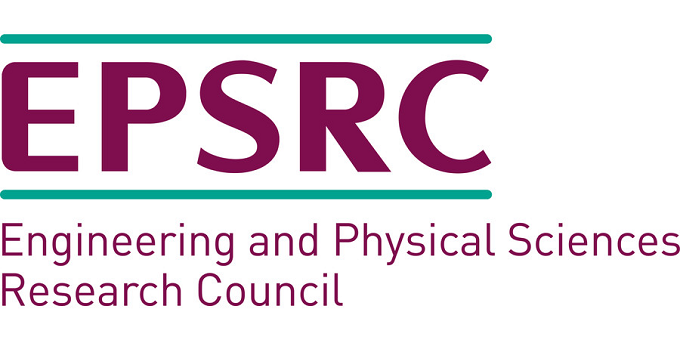 EPSRC
Engineering and Physical Sciences
Research Council